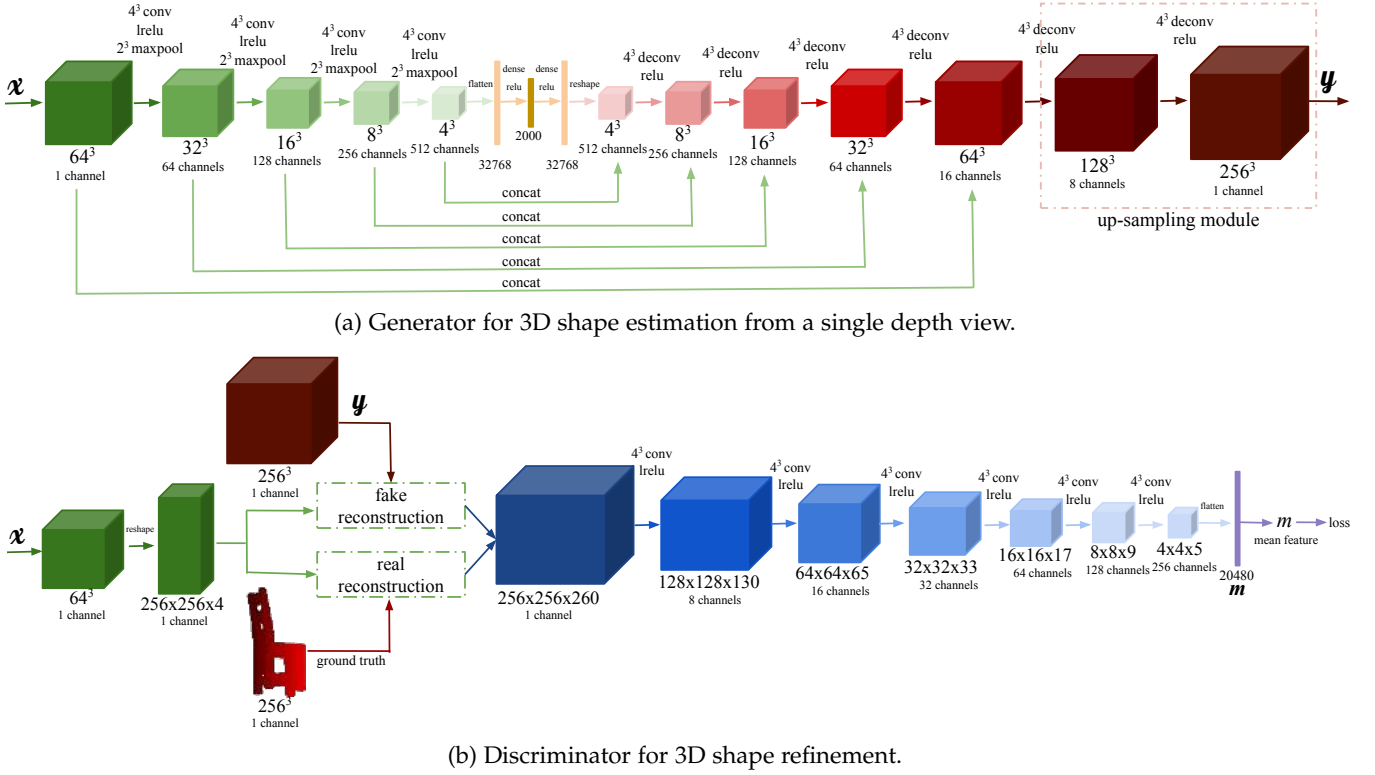 4³ conv
lrelu
2³ maxpool
4³ conv
lrelu
2³ maxpool
4³ conv
lrelu
2³ maxpool
4³ conv
lrelu
2³ maxpool
flatten
dense
relu
dense
relu
reshape
4³ deconv
relu
4³ deconv
relu
4³ deconv
relu
4³ deconv
relu
4³ deconv
relu
4³ deconv
relu
x
y
64³
1 channel
32³
64 channels
16³
128 channels
8³
256 channels
4³
512 channels
32768
2000
32768
4³
512 channels
8³
256 channels
16³
128 channels
32³
64 channels
64³
16 channels
128³
8 channels
256³
1 channel
up-sampling module
concat
concat
concat
concat
concat
(a) Generator for 3D shape estimation from a single depth view.
y
256³
1 channel
x
64³
1 channel
reshape
256x256x4
1 channel
fake
reconstruction
real
reconstruction
ground truth
256³
1 channel
256x256x260
1 channel
4³ conv
lrelu
128x128x130
8 channels
4³ conv
lrelu
64x64x65
16 channels
4³ conv
lrelu
32x32x33
32 channels
4³ conv
lrelu
16x16x17
64 channels
4³ conv
lrelu
8x8x9
128 channels
4³ conv
lrelu
4x4x5
256 channels
flatten
20480
m
m
mean feature
loss
(b) Discriminator for 3D shape refinement.